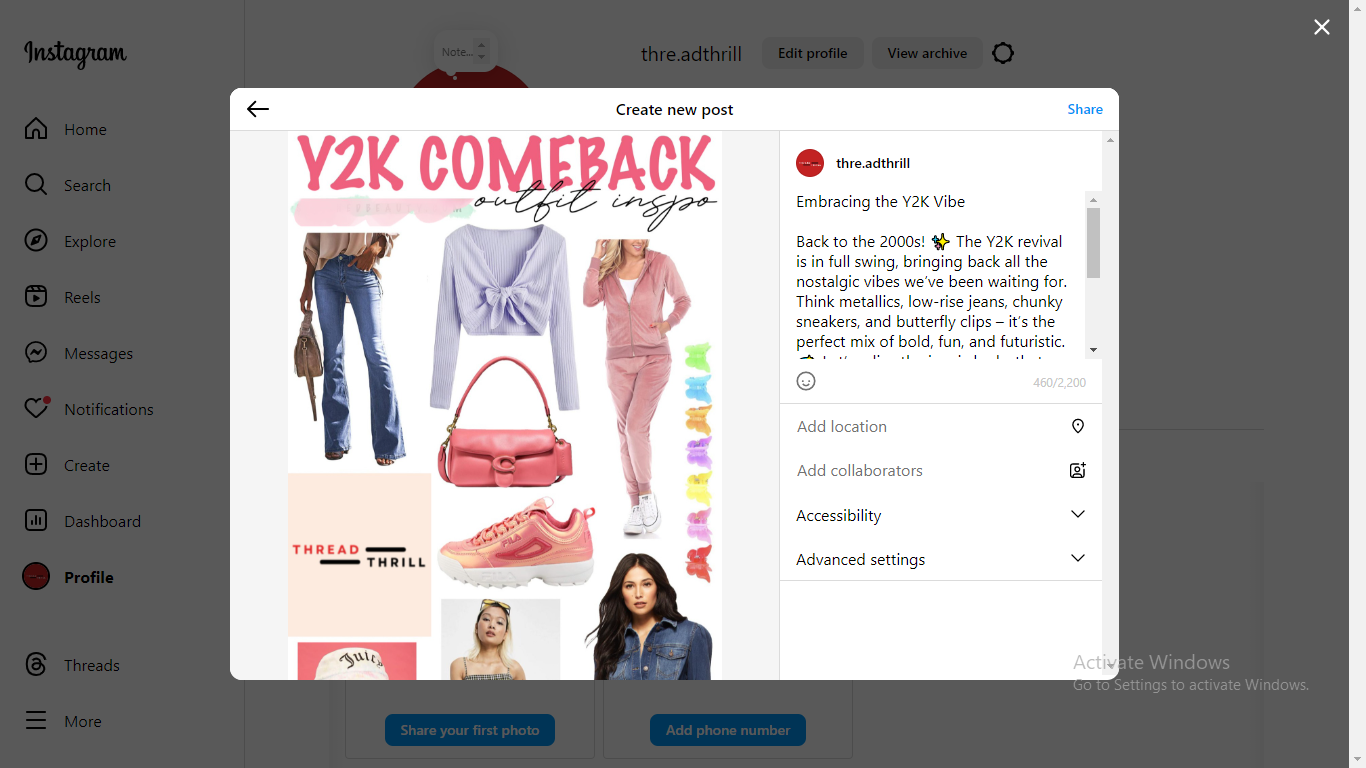 Instagram
Note...
thre.adthrill
Edit profile
View archive
Home
Search
Explore
Reels
Messages
Notifications
Create
Dashboard
Profile
Threads
More
Create new post
Share
Y2K COMEBACK
outfit inspo
FILA
THREAD
THRILL
Juicy
thre.adthrill
Embracing the Y2K Vibe
Back to the 2000s! ✨ The Y2K revival
is in full swing, bringing back all the
nostalgic vibes we've been waiting for.
Think metallics, low-rise jeans, chunky
sneakers, and butterfly clips – it's the
perfect mix of bold, fun, and futuristic.
460/2,200
Add location
Add collaborators
Accessibility
Advanced settings
Share your first photo
Add phone number
Activate Windows
Go to Settings to activate Windows.